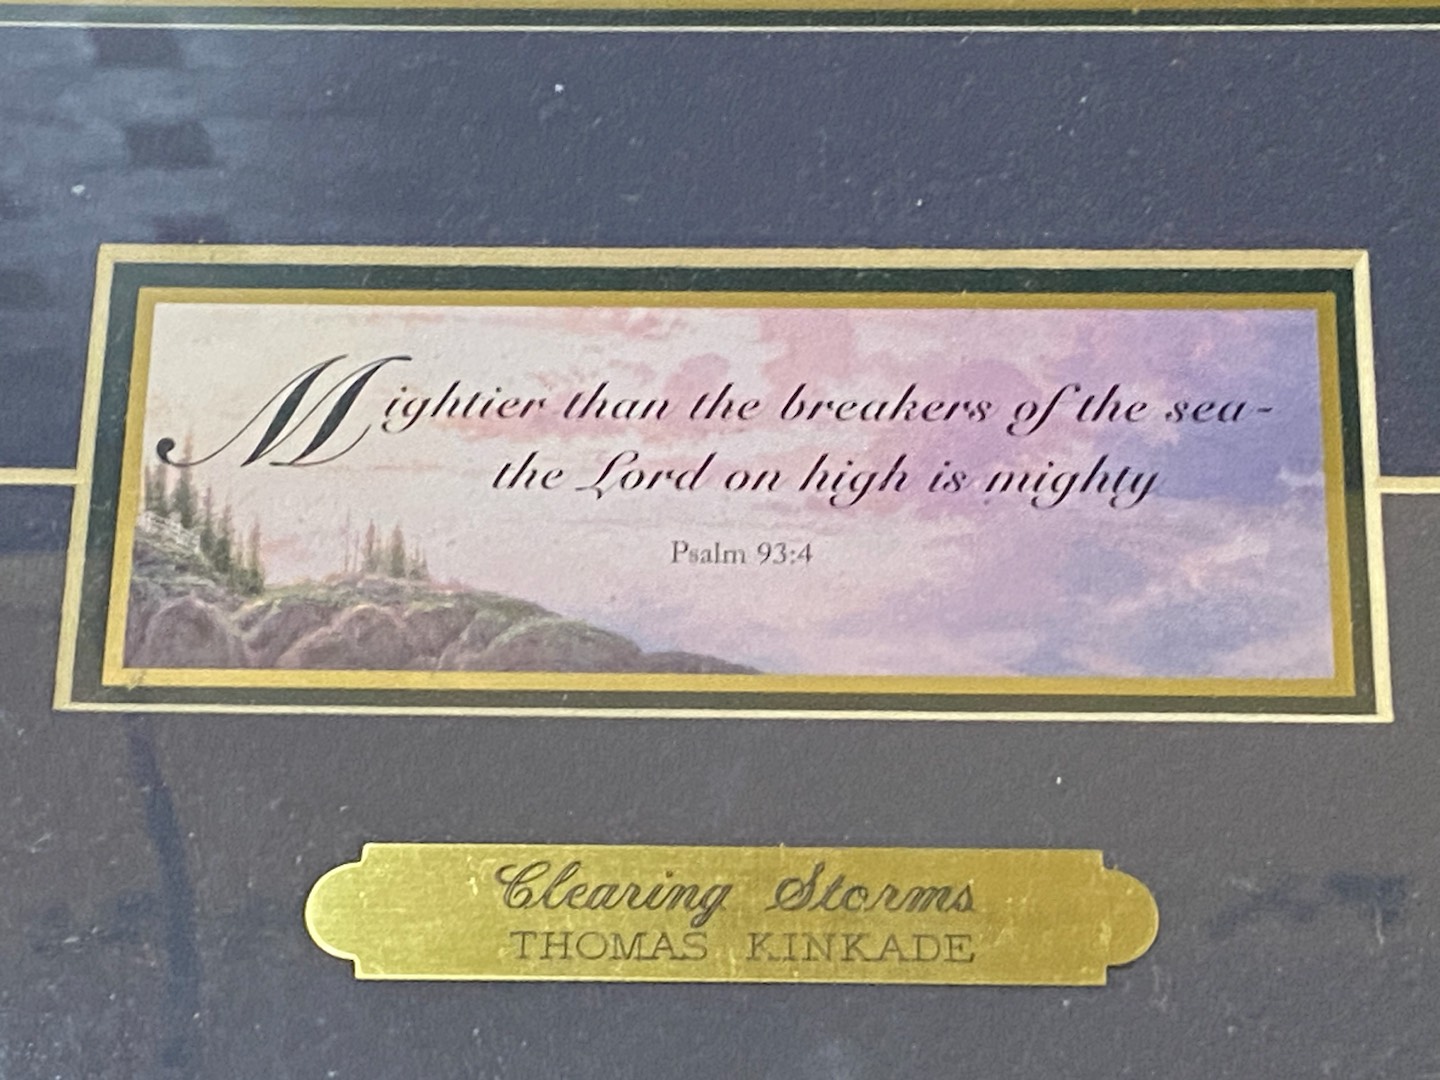 Mightier than the breakers of the sea-
the Lord on high is mighty
Psalm 93:4
Clearing Storms
THOMAS KINKADE